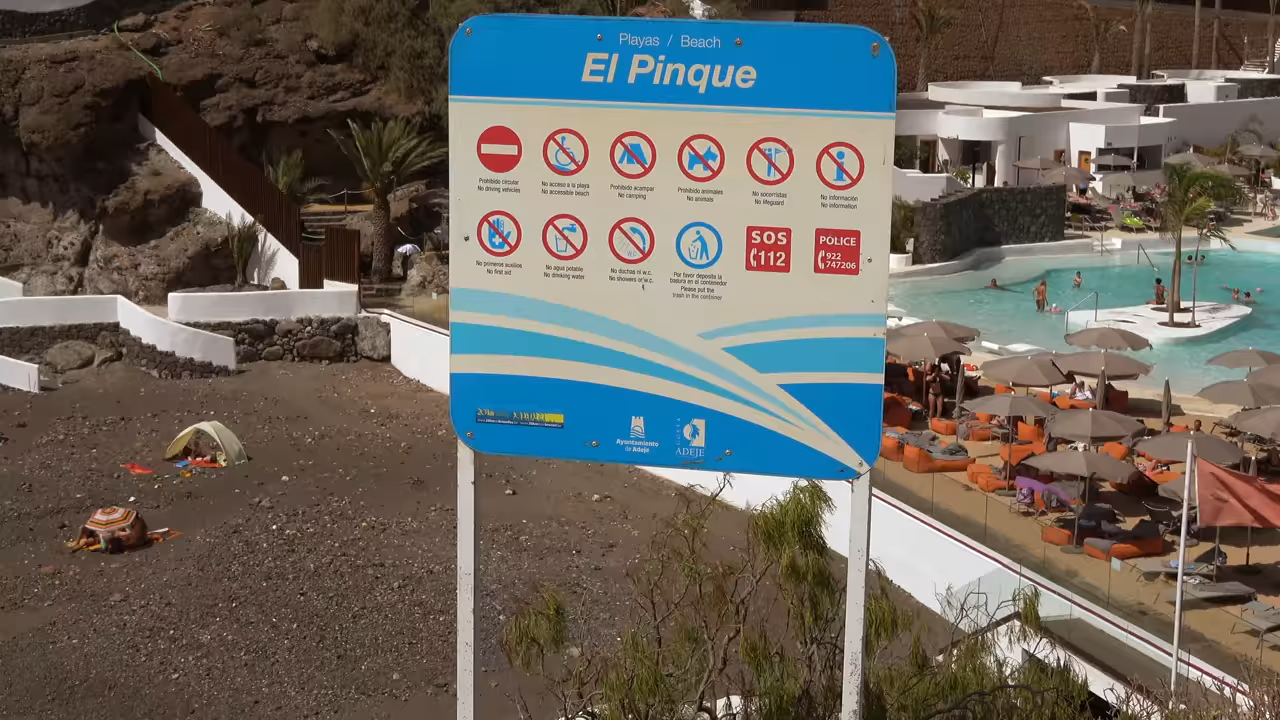 Playas / Beach
El Pinque
Prohibido circular
No driving vehicles
No acceso a la playa
No accessible beach
Prohibido acampar
No camping
Prohibido animales
No animals
No socorristas
No lifeguard
No información
No information
No primeros auxilios
No first aid
No agua potable
No drinking water
No duchas ni w.c.
No showers or w.c.
Por favor deposite la
basura en el contenedor
Please put the
trash in the container
SOS
112
POLICE
922
747206
Ayuntamiento
de Adeje
COSTA
ADEJE